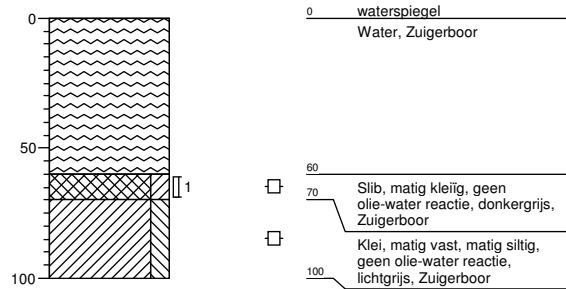 0
50
100
1
0 waterspiegel
Water, Zuigerboor
60
70 Slib, matig kleiïg, geen
olie-water reactie, donkergrijs,
Zuigerboor
Klei, matig vast, matig siltig,
geen olie-water reactie,
100 lichtgrijs, Zuigerboor